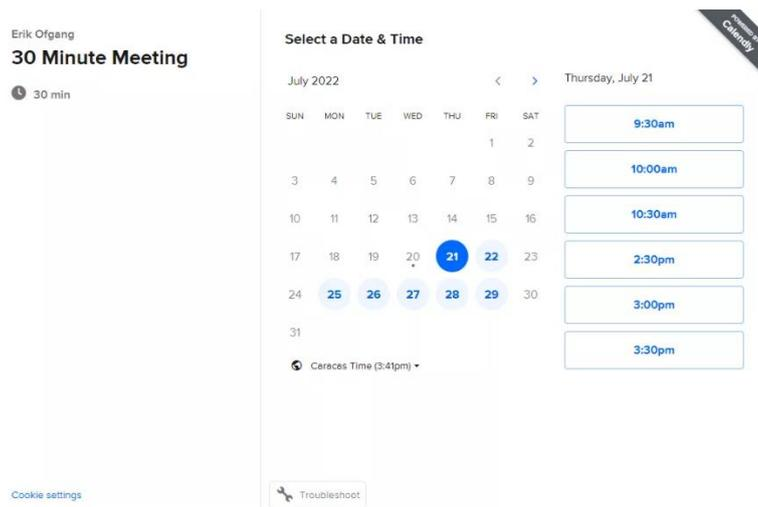 Erik Ofgang
30 Minute Meeting
30 min
Cookie settings
Select a Date & Time
July 2022
SUN MON TUE WED THU FRI SAT
1 2
3 4 5 6 7 8 9
10 11 12 13 14 15 16
17 18 19 20 21 22 23
24 25 26 27 28 29 30
31
Caracas Time (3:41pm)
Troubleshoot
Thursday, July 21
9:30am
10:00am
10:30am
2:30pm
3:00pm
3:30pm
POWERED BY
Calendly